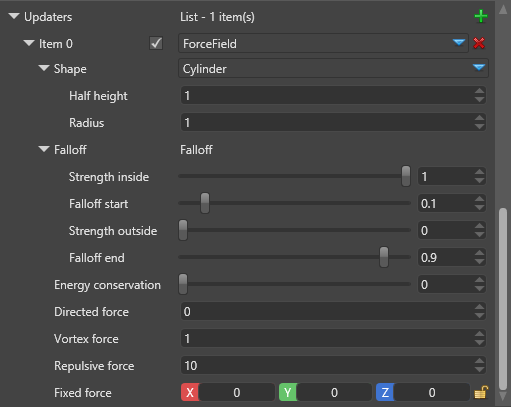 Updaters List - 1 item(s)
Item 0 ForceField
Shape Cylinder
Half height 1
Radius 1
Falloff Falloff
Strength inside 1
Falloff start 0.1
Strength outside 0
Falloff end 0.9
Energy conservation 0
Directed force 0
Vortex force 1
Repulsive force 10
Fixed force X 0 Y 0 Z 0